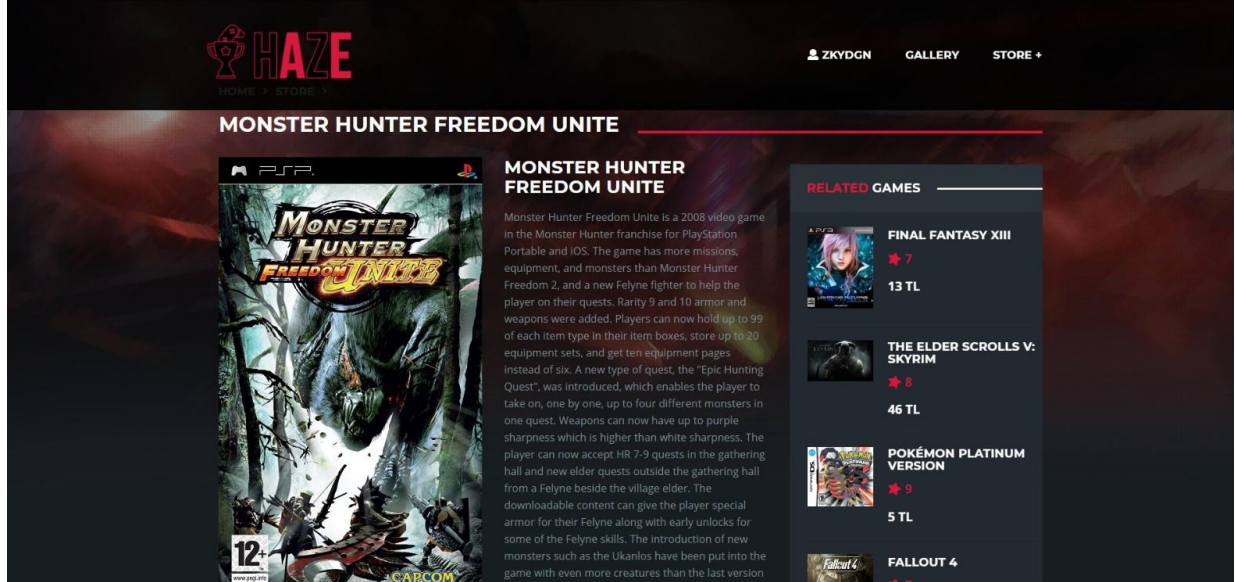 HAZE
ZKYDGN GALLERY STORE +
HOME > STORE >
MONSTER HUNTER FREEDOM UNITE
PSP
MONSTER
HUNTER
FREEDOM UNITE
12+
www.pegi.info
CAPCOM
MONSTER HUNTER
FREEDOM UNITE
Monster Hunter Freedom Unite is a 2008 video game
in the Monster Hunter franchise for PlayStation
Portable and iOS. The game has more missions,
equipment, and monsters than Monster Hunter
Freedom 2, and a new Felyne fighter to help the
player on their quests. Rarity 9 and 10 armor and
weapons were added. Players can now hold up to 99
of each item type in their item boxes, store up to 20
equipment sets, and get ten equipment pages
instead of six. A new type of quest, the "Epic Hunting
Quest", was introduced, which enables the player to
take on, one by one, up to four different monsters in
one quest. Weapons can now have up to purple
sharpness which is higher than white sharpness. The
player can now accept HR 7-9 quests in the gathering
hall and new elder quests outside the gathering hall
from a Felyne beside the village elder. The
downloadable content can give the player special
armor for their Felyne along with early unlocks for
some of the Felyne skills. The introduction of new
monsters such as the Ukanlos have been put into the
game with even more creatures than the last version
RELATED GAMES
PS3
FINAL FANTASY XIII
7
13 TL
THE ELDER SCROLLS V:
SKYRIM
8
46 TL
POKÉMON PLATINUM
VERSION
9
5 TL
Fallout 4
FALLOUT 4